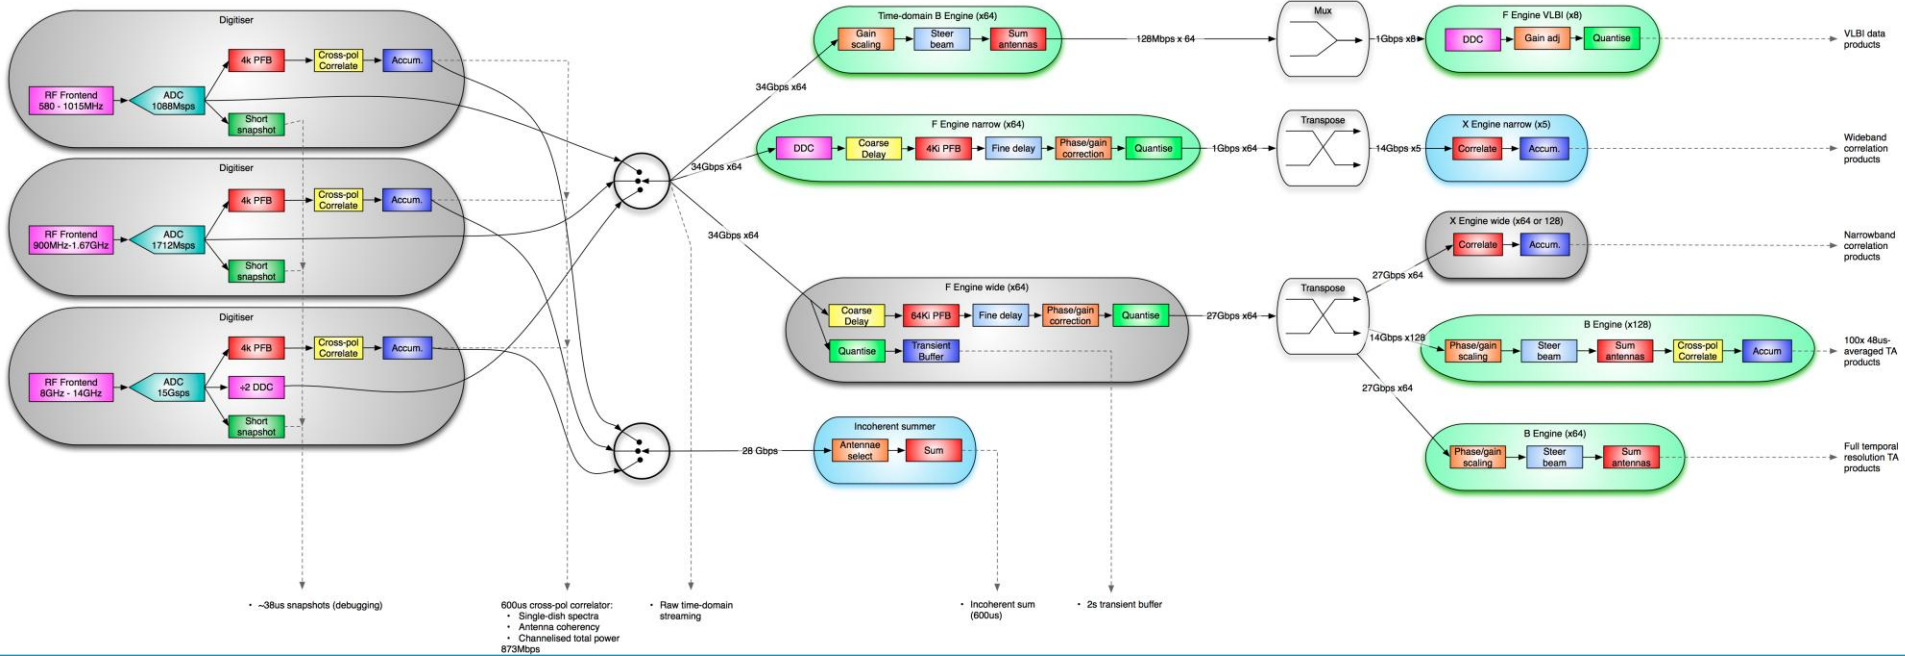 Digitiser
4k PFB
Cross-pol
Correlate
Accum.
RF Frontend
580 - 1015MHz
ADC
1088Msps
Short
snapshot
Digitiser
4k PFB
Cross-pol
Correlate
Accum.
RF Frontend
900MHz-1.67GHz
ADC
1712Msps
Short
snapshot
Digitiser
4k PFB
Cross-pol
Correlate
Accum.
RF Frontend
8GHz - 14GHz
ADC
15Gsps
÷2 DDC
Short
snapshot
34Gbps x64
34Gbps x64
34Gbps x64
28 Gbps
Time-domain B Engine (x64)
Gain
scaling
Steer
beam
Sum
antennas
128Mbps x 64
Mux
1Gbps x8
F Engine VLBI (x8)
DDC
Gain adj
Quantise
VLBI data
products
F Engine narrow (x64)
DDC
Coarse
Delay
4Ki PFB
Fine delay
Phase/gain
correction
Quantise
1Gbps x64
Transpose
14Gbps x5
X Engine narrow (x5)
Correlate
Accum.
Wideband
correlation
products
X Engine wide (x64 or 128)
Correlate
Accum.
Narrowband
correlation
products
F Engine wide (x64)
Coarse
Delay
64Ki PFB
Fine delay
Phase/gain
correction
Quantise
Quantise
Transient
Buffer
27Gbps x64
Transpose
27Gbps x64
14Gbps x128
27Gbps x64
B Engine (x128)
Phase/gain
scaling
Steer
beam
Sum
antennas
Cross-pol
Correlate
Accum
100x 48us-
averaged TA
products
Incoherent summer
Antennae
select
Sum
B Engine (x64)
Phase/gain
scaling
Steer
beam
Sum
antennas
Full temporal
resolution TA
products
• ~38us snapshots (debugging)
600us cross-pol correlator:
• Single-dish spectra
• Antenna coherency
• Channelised total power
873Mbps
• Raw time-domain
streaming
• Incoherent sum
(600us)
• 2s transient buffer